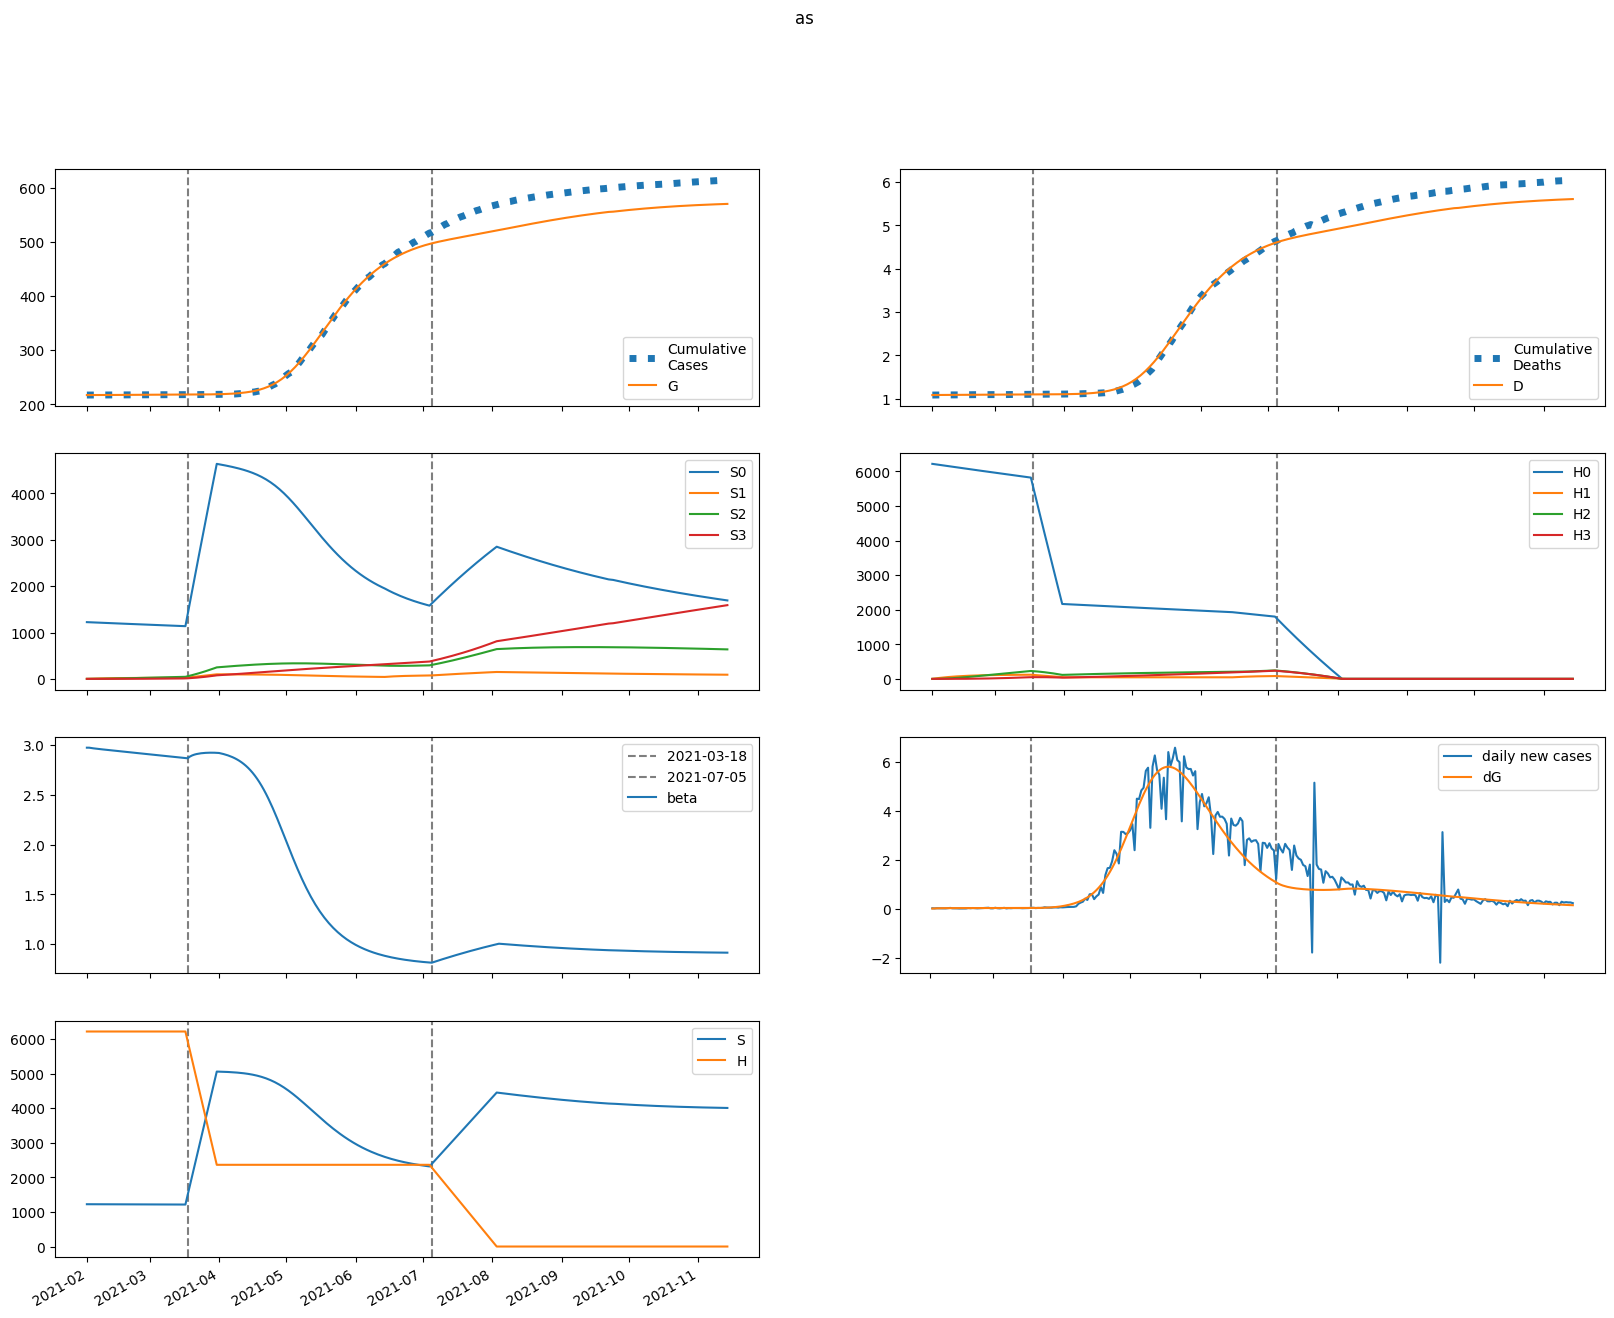 as
600
500
400
300
200
Cumulative
Cases
G
6
5
4
3
2
1
Cumulative
Deaths
D
4000
3000
2000
1000
0
S0
S1
S2
S3
6000
5000
4000
3000
2000
1000
0
H0
H1
H2
H3
3.0
2.5
2.0
1.5
1.0
2021-03-18
2021-07-05
beta
6
4
2
0
−2
daily new cases
dG
6000
5000
4000
3000
2000
1000
0
S
H
2021-02
2021-03
2021-04
2021-05
2021-06
2021-07
2021-08
2021-09
2021-10
2021-11